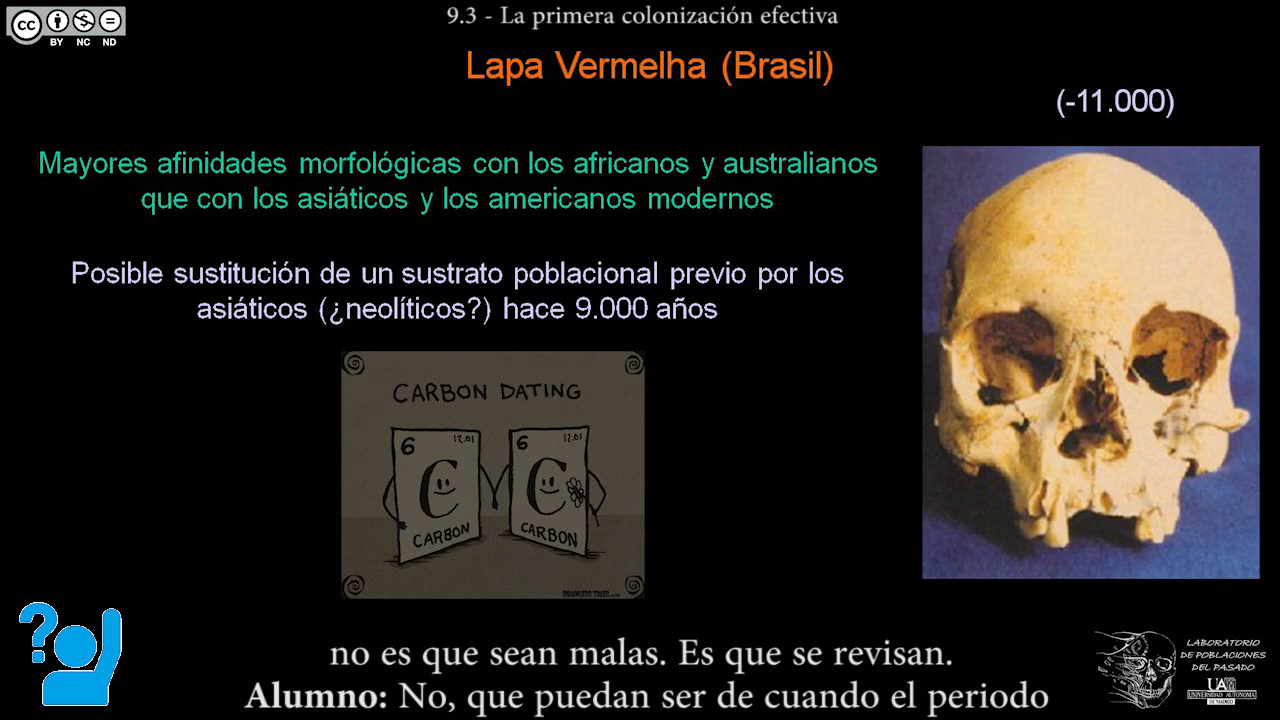 9.3 - La primera colonización efectiva
BY NC ND
Lapa Vermelha (Brasil)
(-11.000)
Mayores afinidades morfológicas con los africanos y australianos
que con los asiáticos y los americanos modernos
Posible sustitución de un sustrato poblacional previo por los
asiáticos (¿neolíticos?) hace 9.000 años
CARBON DATING
6 12.01
C
CARBON
6 12.01
C
CARBON
BRAINLESS TALES.com
no es que sean malas. Es que se revisan.
Alumno: No, que puedan ser de cuando el periodo
LABORATORIO
DE POBLACIONES
DEL PASADO
UAM
UNIVERSIDAD AUTONOMA
DE MADRID